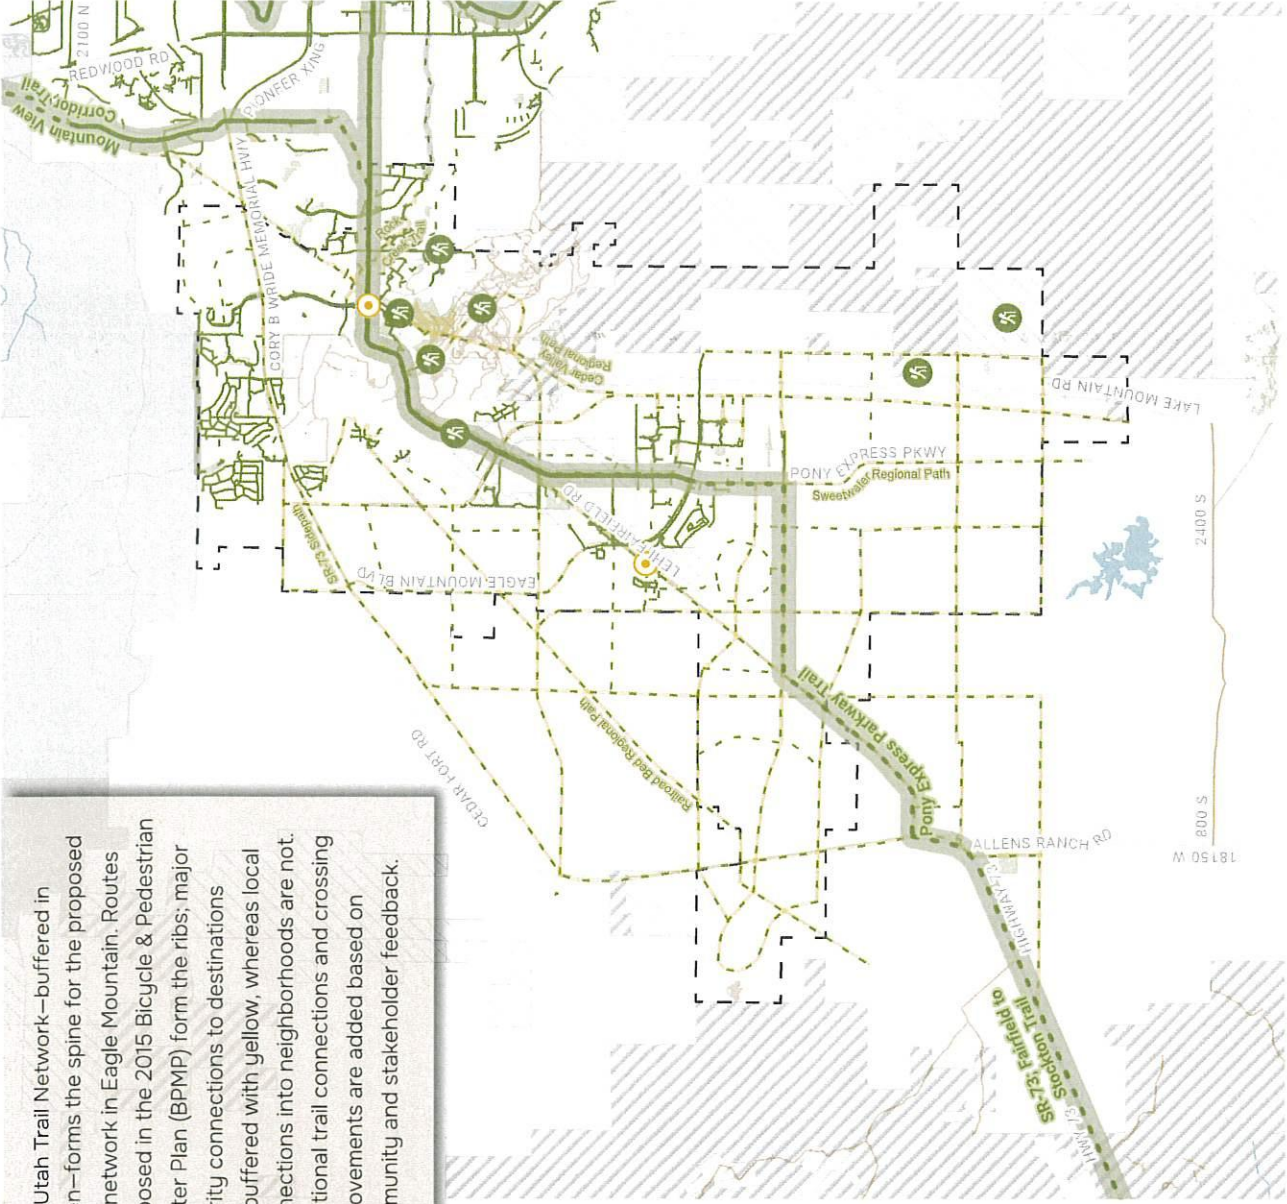 Utah Trail Network—buffered in
n—forms the spine for the proposed
network in Eagle Mountain. Routes
posed in the 2015 Bicycle & Pedestrian
ter Plan (BPMP) form the ribs; major
ity connections to destinations
buffered with yellow, whereas local
nections into neighborhoods are not.
tional trail connections and crossing
ovements are added based on
munity and stakeholder feedback.
2100 N
REDWOOD RD
PIONEER XING
Mountain View
Corridor Trail
CORY B WRIDE MEMORIAL HWY
Rock
Creek Trail
Cedar Valley
Regional Path
LAKE MOUNTAIN RD
PONY EXPRESS PKWY
Sweetwater Regional Path
LEHI-FAIRFIELD RD
SR-73 Sidepath
EAGLE MOUNTAIN BLVD
2400 S
Railroad Bed Regional Path
CEDAR FORT RD
Pony Express Parkway Trail
ALLENS RANCH RD
800 S
18150 W
HIGHWAY 73
SR-73; Fairfield to
Stockton Trail
HWY 73